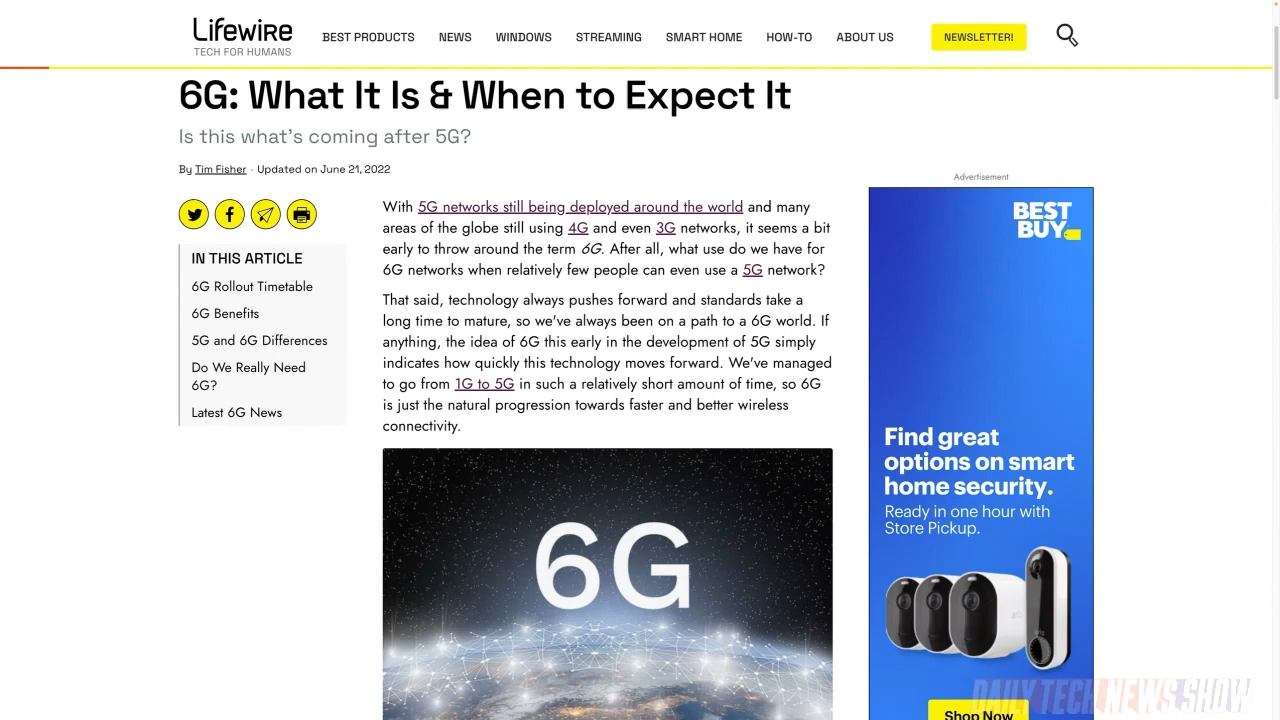 Lifewire
TECH FOR HUMANS
BEST PRODUCTS NEWS WINDOWS STREAMING SMART HOME HOW-TO ABOUT US
NEWSLETTER!
6G: What It Is & When to Expect It
Is this what's coming after 5G?
By Tim Fisher · Updated on June 21, 2022
IN THIS ARTICLE
6G Rollout Timetable
6G Benefits
5G and 6G Differences
Do We Really Need
6G?
Latest 6G News
With 5G networks still being deployed around the world and many
areas of the globe still using 4G and even 3G networks, it seems a bit
early to throw around the term 6G. After all, what use do we have for
6G networks when relatively few people can even use a 5G network?
That said, technology always pushes forward and standards take a
long time to mature, so we've always been on a path to a 6G world. If
anything, the idea of 6G this early in the development of 5G simply
indicates how quickly this technology moves forward. We've managed
to go from 1G to 5G in such a relatively short amount of time, so 6G
is just the natural progression towards faster and better wireless
connectivity.
6G
Advertisement
BEST
BUY
Find great
options on smart
home security.
Ready in one hour with
Store Pickup.
Shop Now
DAILY TECH NEWS SHOW